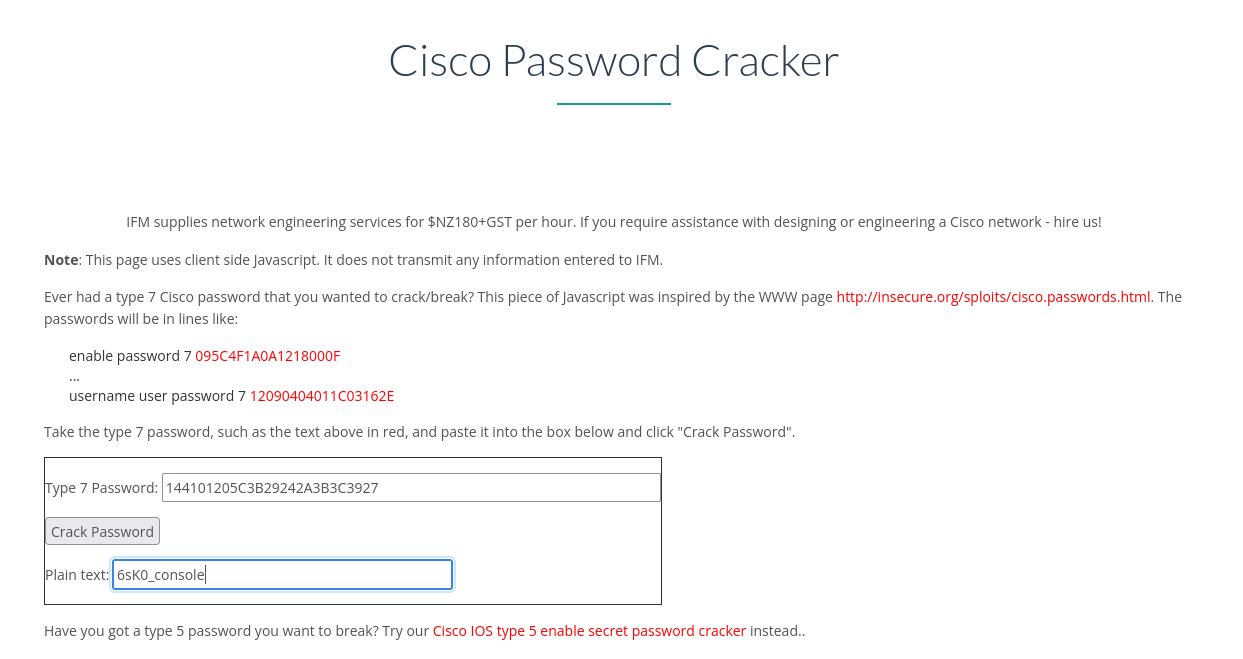 Cisco Password Cracker
IFM supplies network engineering services for $NZ180+GST per hour. If you require assistance with designing or engineering a Cisco network - hire us!
Note: This page uses client side Javascript. It does not transmit any information entered to IFM.
Ever had a type 7 Cisco password that you wanted to crack/break? This piece of Javascript was inspired by the WWW page http://insecure.org/sploits/cisco.passwords.html. The
passwords will be in lines like:
enable password 7 095C4F1A0A1218000F
...
username user password 7 12090404011C03162E
Take the type 7 password, such as the text above in red, and paste it into the box below and click "Crack Password".
Type 7 Password: 144101205C3B29242A3B3C3927
Crack Password
Plain text: 6sK0_console
Have you got a type 5 password you want to break? Try our Cisco IOS type 5 enable secret password cracker instead..